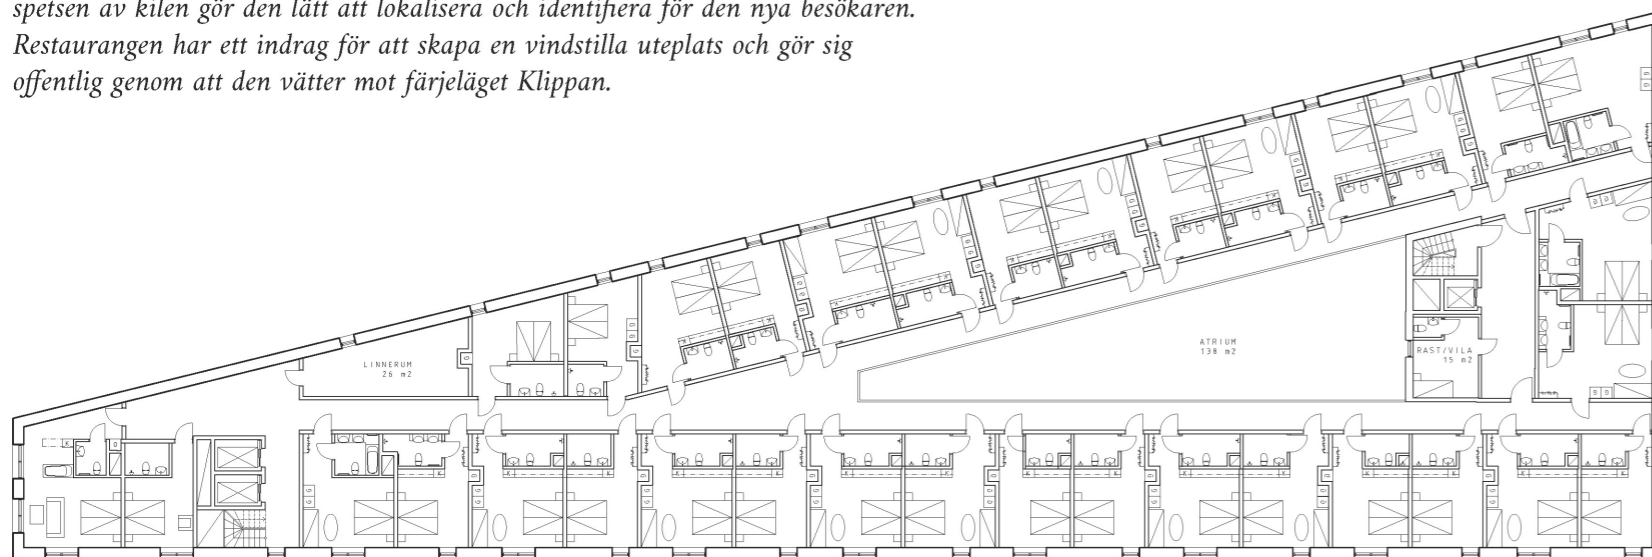 spetsen av kilen gör den lätt att lokalisera och identifiera för den nya besökaren.
Restaurangen har ett indrag för att skapa en vindstilla uteplats och gör sig
offentlig genom att den vätter mot färjeläget Klippan.
ATRIUM
138 m2
RAST/VILA
15 m2
LINNERUM
26 m2